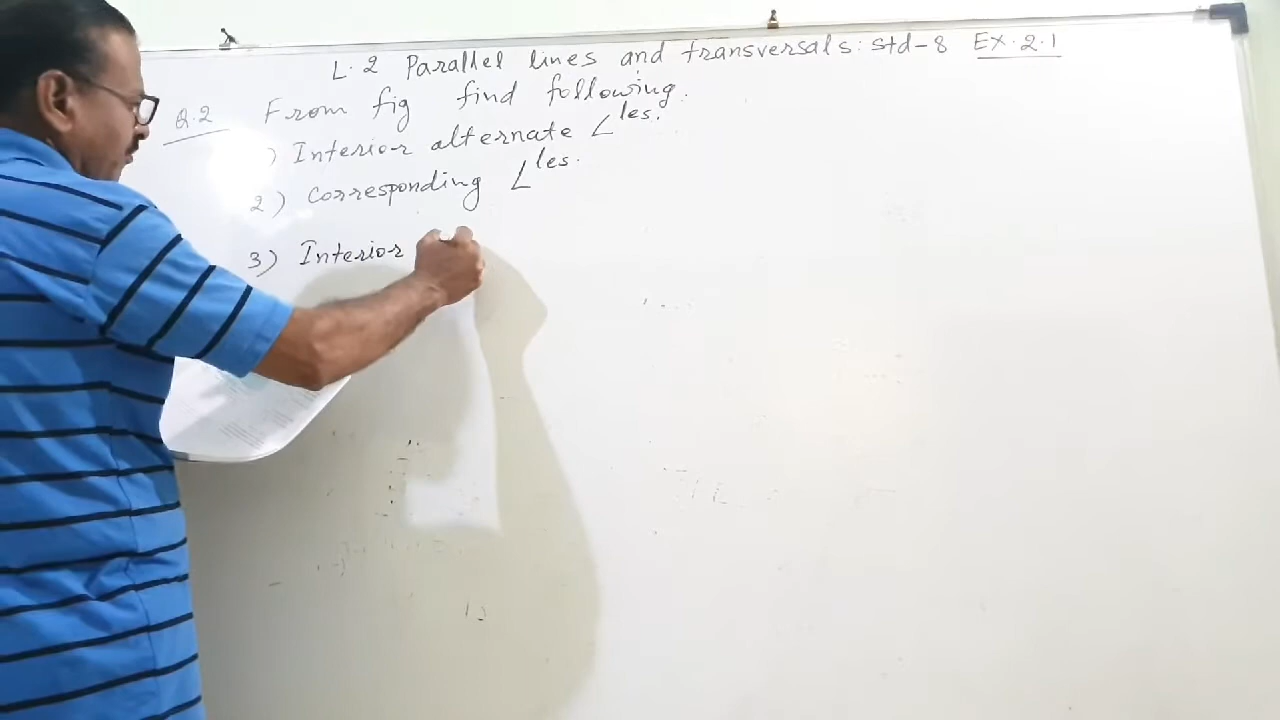 L.2 Parallel lines and transversals: std-8 EX.2.1
Q.2 From fig find following.
) Interior alternate ∠les.
2) Corresponding ∠les.
3) Interior